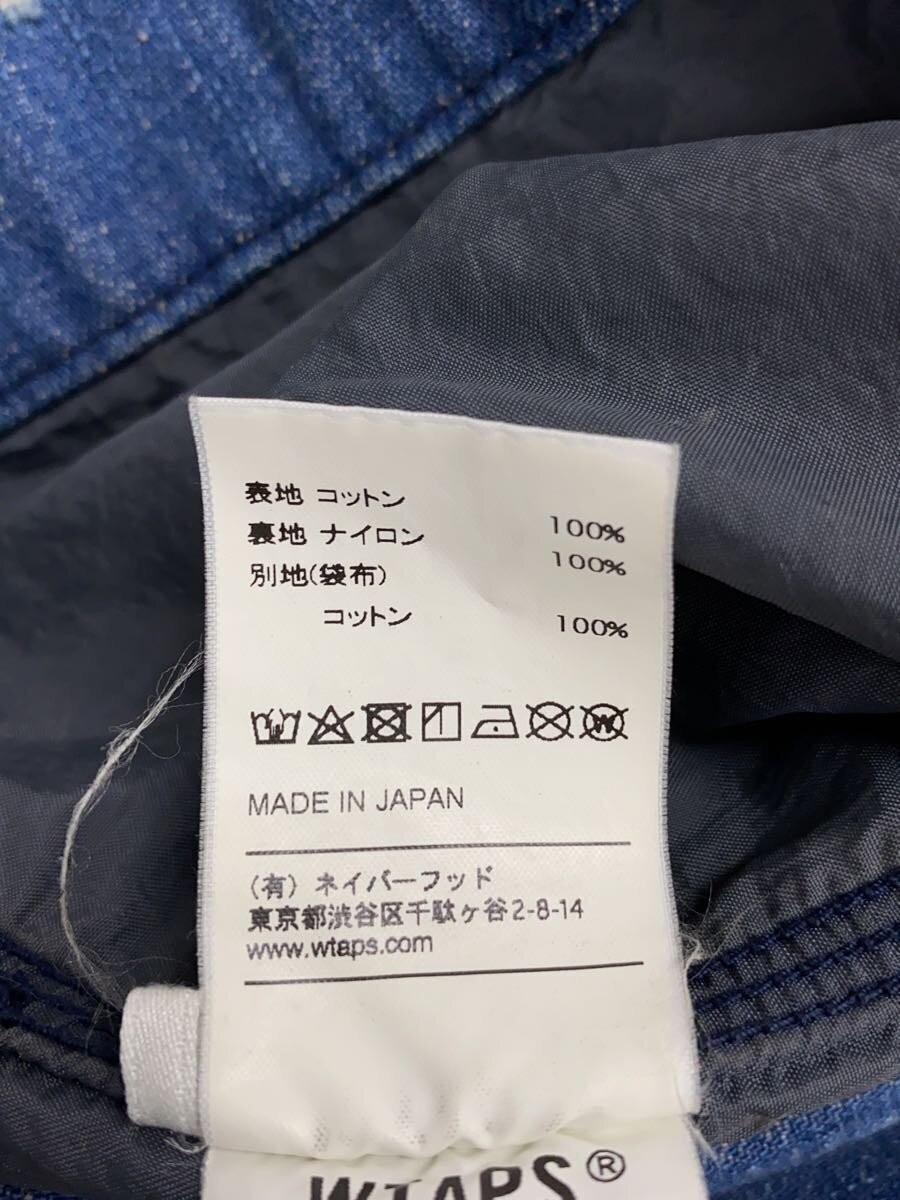 表地 コットン 100%
裏地 ナイロン 100%
別地(袋布)
コットン 100%
MADE IN JAPAN
(有) ネイバーフッド
東京都渋谷区千駄ヶ谷2-8-14
www.wtaps.com
WTAPS®